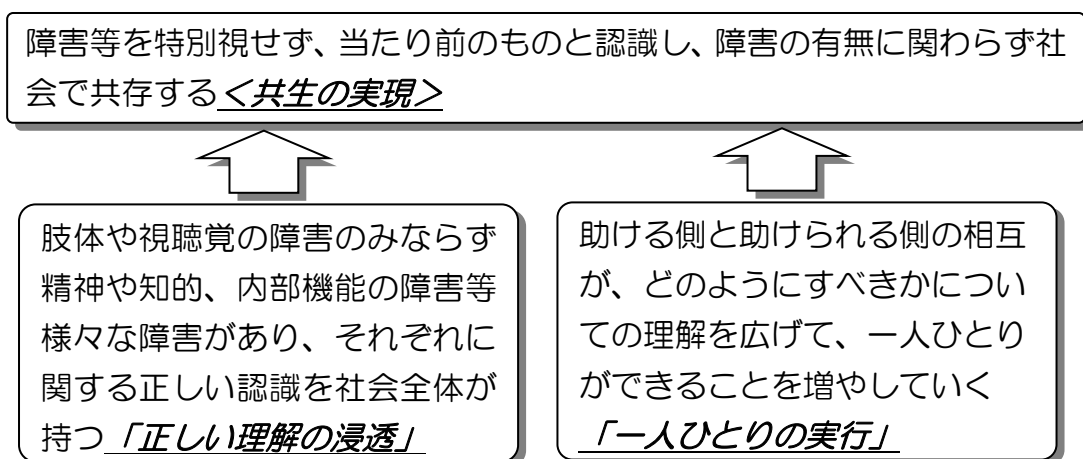 障害等を特別視せず、当たり前のものと認識し、障害の有無に関わらず社
会で共存する＜共生の実現＞
肢体や視聴覚の障害のみならず
精神や知的、内部機能の障害等
様々な障害があり、それぞれに
関する正しい認識を社会全体が
持つ「正しい理解の浸透」
助ける側と助けられる側の相互
が、どのようにすべきかについ
ての理解を広げて、一人ひとり
ができることを増やしていく
「一人ひとりの実行」